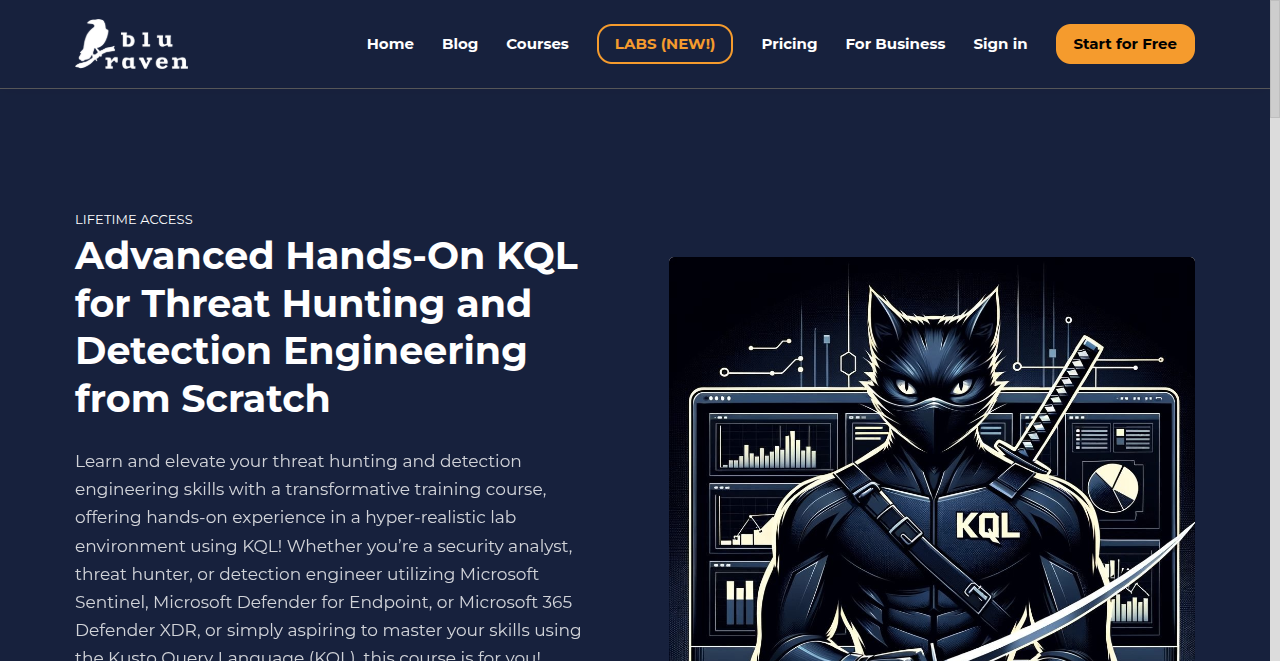 blu
raven
Home
Blog
Courses
LABS (NEW!)
Pricing
For Business
Sign in
Start for Free
LIFETIME ACCESS
Advanced Hands-On KQL
for Threat Hunting and
Detection Engineering
from Scratch
Learn and elevate your threat hunting and detection
engineering skills with a transformative training course,
offering hands-on experience in a hyper-realistic lab
environment using KQL! Whether you’re a security analyst,
threat hunter, or detection engineer utilizing Microsoft
Sentinel, Microsoft Defender for Endpoint, or Microsoft 365
Defender XDR, or simply aspiring to master your skills using
the Kusto Query Language (KQL), this course is for you!
KQL